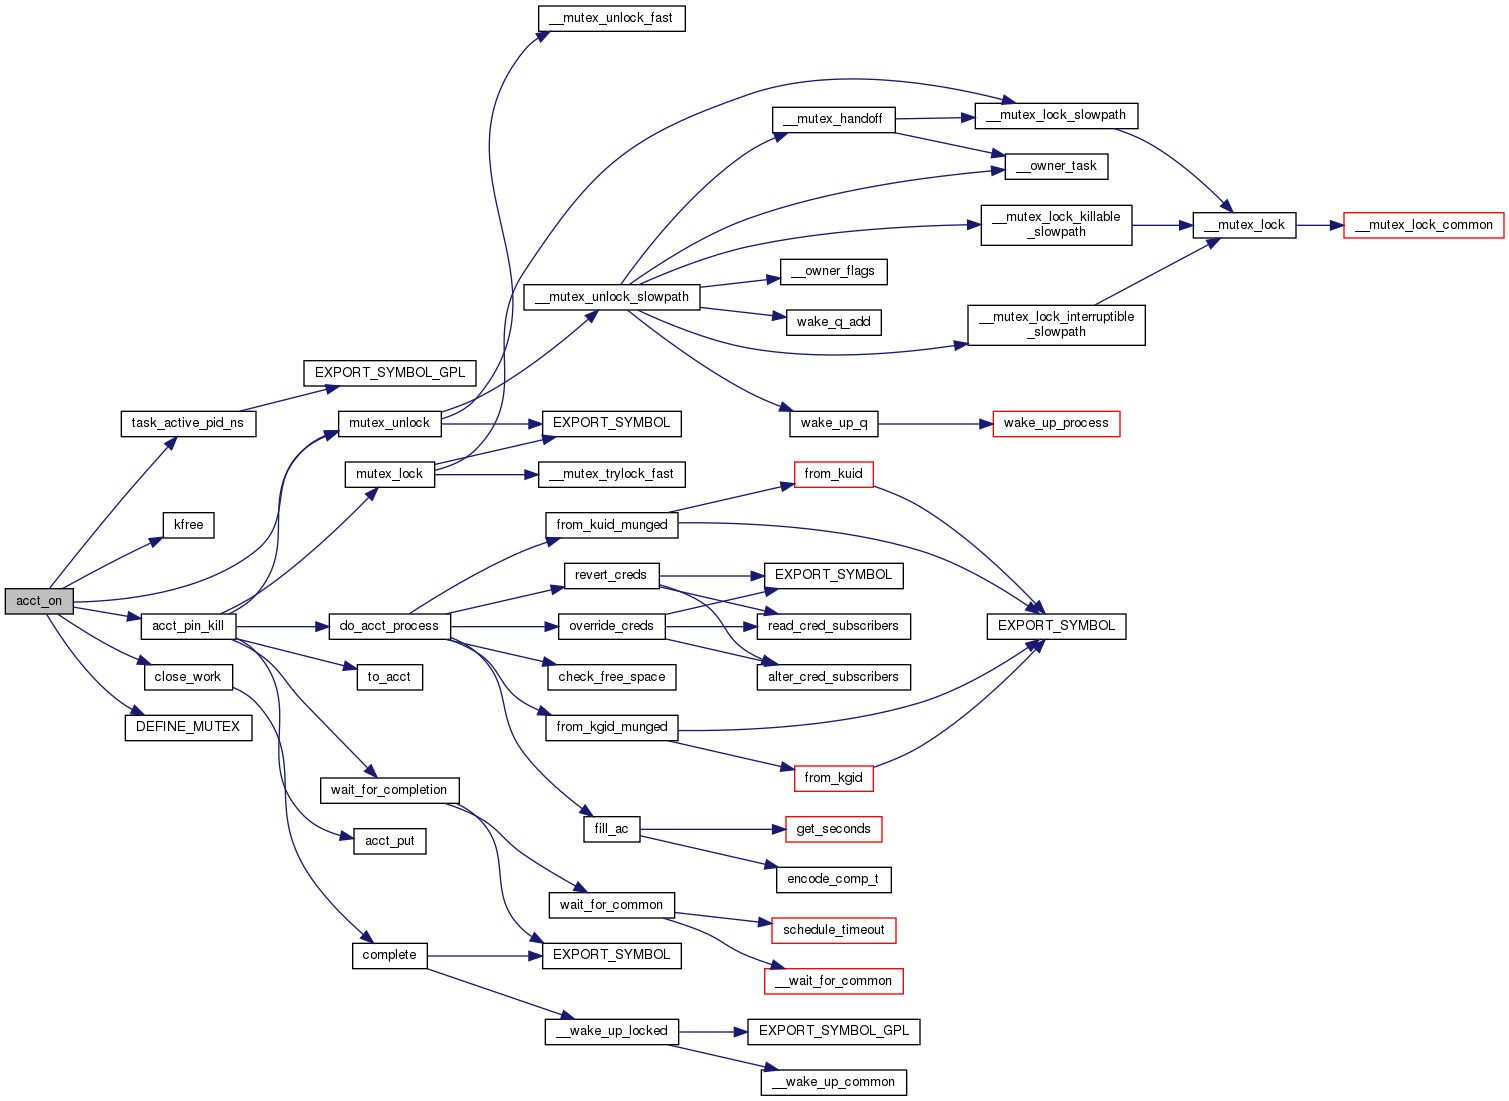 __mutex_unlock_fast
__mutex_handoff
__mutex_lock_slowpath
__owner_task
__mutex_lock_killable
_slowpath
__mutex_lock
__mutex_lock_common
__owner_flags
__mutex_unlock_slowpath
wake_q_add
__mutex_lock_interruptible
_slowpath
EXPORT_SYMBOL_GPL
task_active_pid_ns
mutex_unlock
EXPORT_SYMBOL
wake_up_q
wake_up_process
mutex_lock
__mutex_trylock_fast
from_kuid
kfree
from_kuid_munged
revert_creds
EXPORT_SYMBOL
acct_on
acct_pin_kill
do_acct_process
override_creds
read_cred_subscribers
EXPORT_SYMBOL
close_work
to_acct
check_free_space
alter_cred_subscribers
DEFINE_MUTEX
from_kgid_munged
from_kgid
wait_for_completion
fill_ac
get_seconds
acct_put
encode_comp_t
wait_for_common
schedule_timeout
complete
EXPORT_SYMBOL
__wait_for_common
__wake_up_locked
EXPORT_SYMBOL_GPL
__wake_up_common